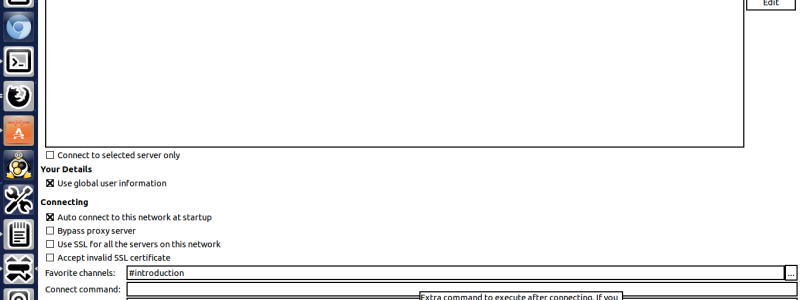 Edit
Connect to selected server only
Your Details
Use global user information
Connecting
Auto connect to this network at startup
Bypass proxy server
Use SSL for all the servers on this network
Accept invalid SSL certificate
Favorite channels: #introduction ...
Connect command:
Extra command to execute after connecting. If you